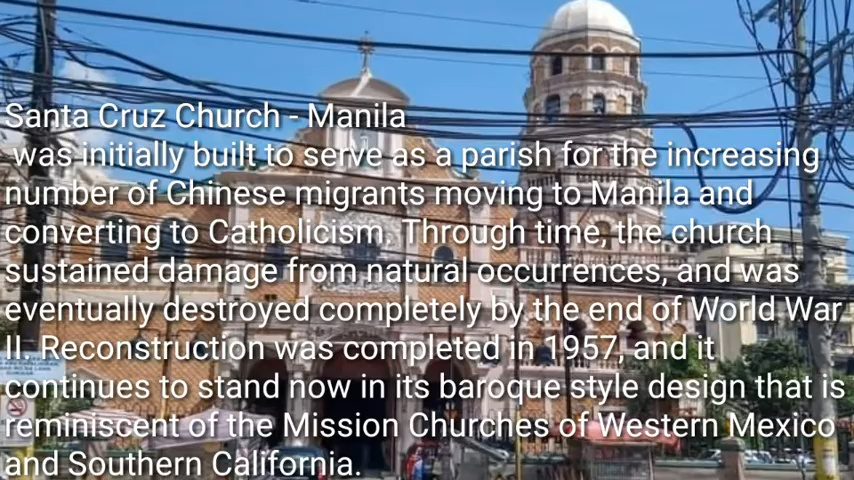 Santa Cruz Church - Manila
was initially built to serve as a parish for the increasing
number of Chinese migrants moving to Manila and
converting to Catholicism. Through time, the church
sustained damage from natural occurrences, and was
eventually destroyed completely by the end of World War
II. Reconstruction was completed in 1957, and it
continues to stand now in its baroque style design that is
reminiscent of the Mission Churches of Western Mexico
and Southern California.